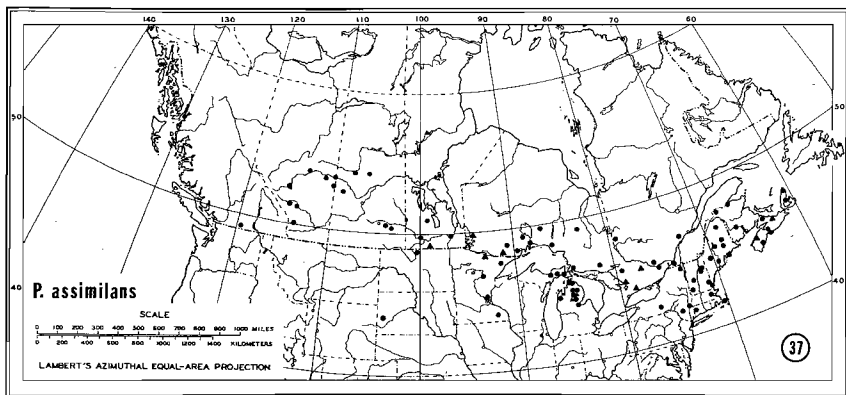 140 130 120 110 100 90 80 70 60
50 50
40 40
P. assimilans
SCALE
0 100 200 300 400 500 600 700 800 900 1000 MILES
0 200 400 600 800 1000 1200 1400 KILOMETERS
LAMBERT'S AZIMUTHAL EQUAL-AREA PROJECTION
37